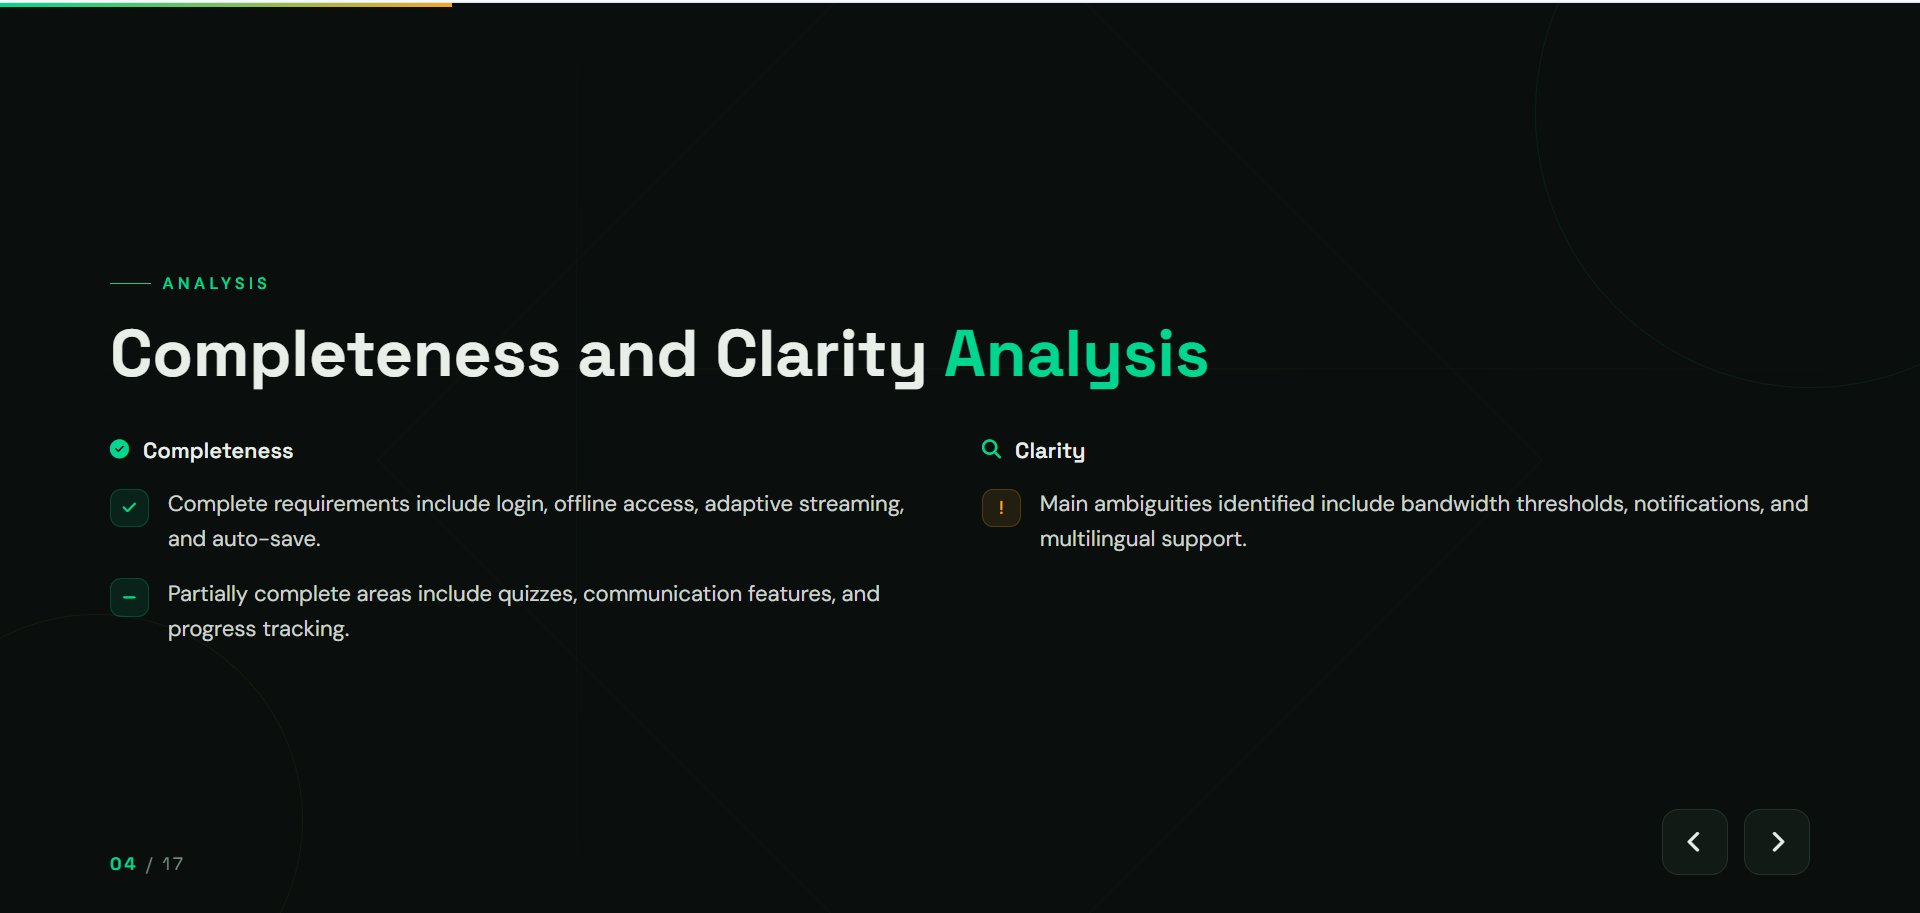 ANALYSIS
Completeness and Clarity Analysis
Completeness
Complete requirements include login, offline access, adaptive streaming,
and auto-save.
Partially complete areas include quizzes, communication features, and
progress tracking.
Clarity
!
Main ambiguities identified include bandwidth thresholds, notifications, and
multilingual support.
04 / 17